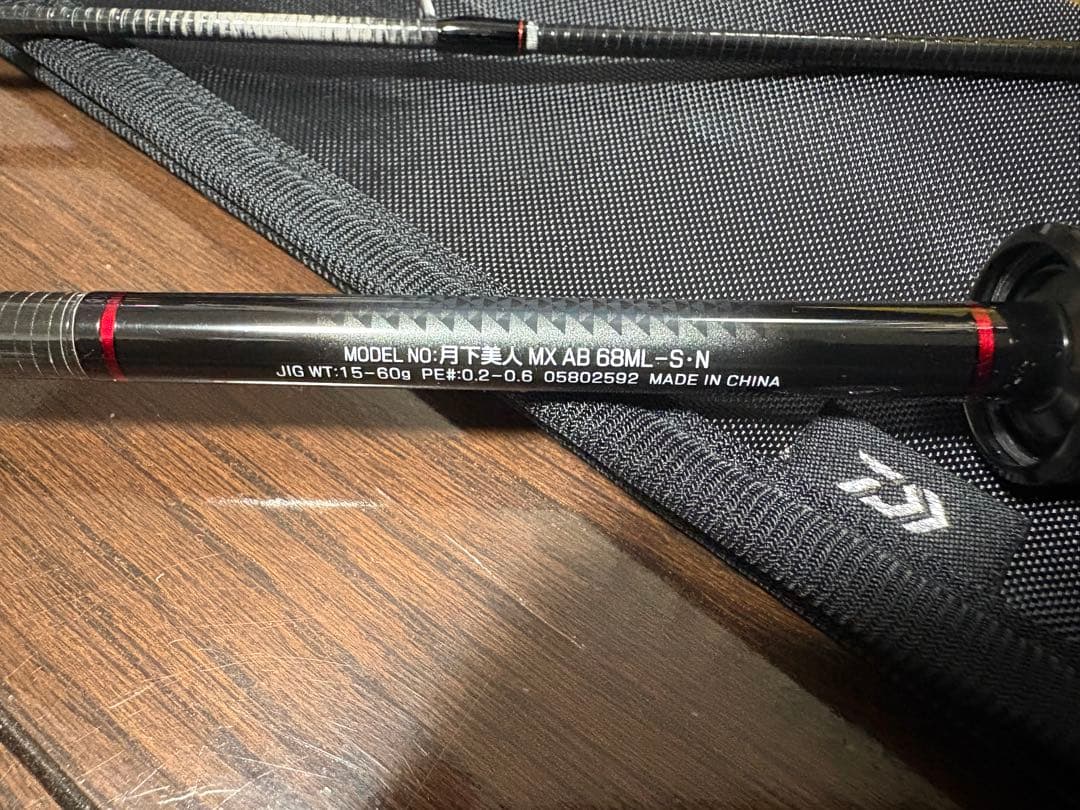 MODEL NO:月下美人 MX AB 68ML-S・N
JIG WT:15-60g PE#:0.2-0.6 05802592 MADE IN CHINA